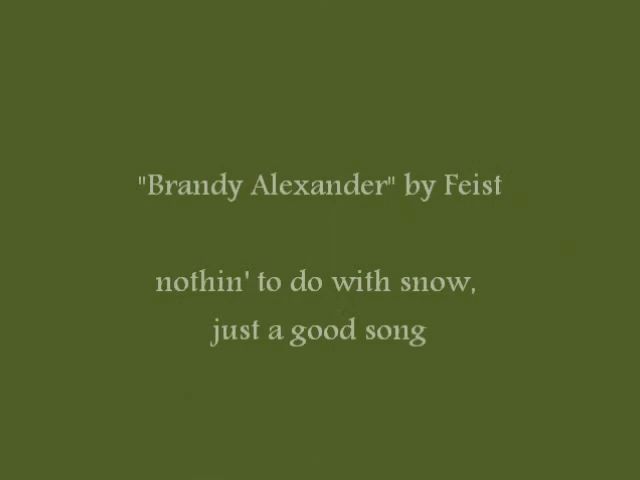 "Brandy Alexander" by Feist
nothin' to do with snow,
just a good song